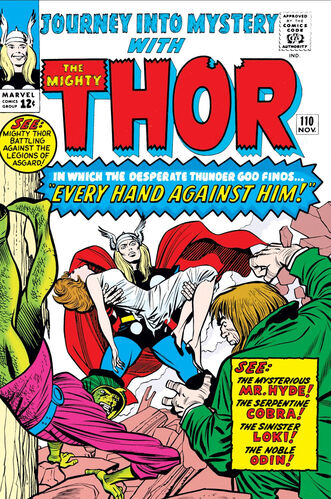 JOURNEY INTO MYSTERY
WITH
THE MIGHTY
THOR
APPROVED
BY THE
COMICS
CODE
AUTHORITY
IND.
MARVEL
COMICS
GROUP
12¢
110
NOV.
SEE:
MIGHTY THOR
BATTLING
AGAINST THE
LEGIONS OF
ASGARD!
IN WHICH THE DESPERATE THUNDER GOD FINDS...
"EVERY HAND AGAINST HIM!"
SEE:
THE MYSTERIOUS
MR. HYDE!
THE SERPENTINE
COBRA!
THE SINISTER
LOKI!
THE NOBLE
ODIN!